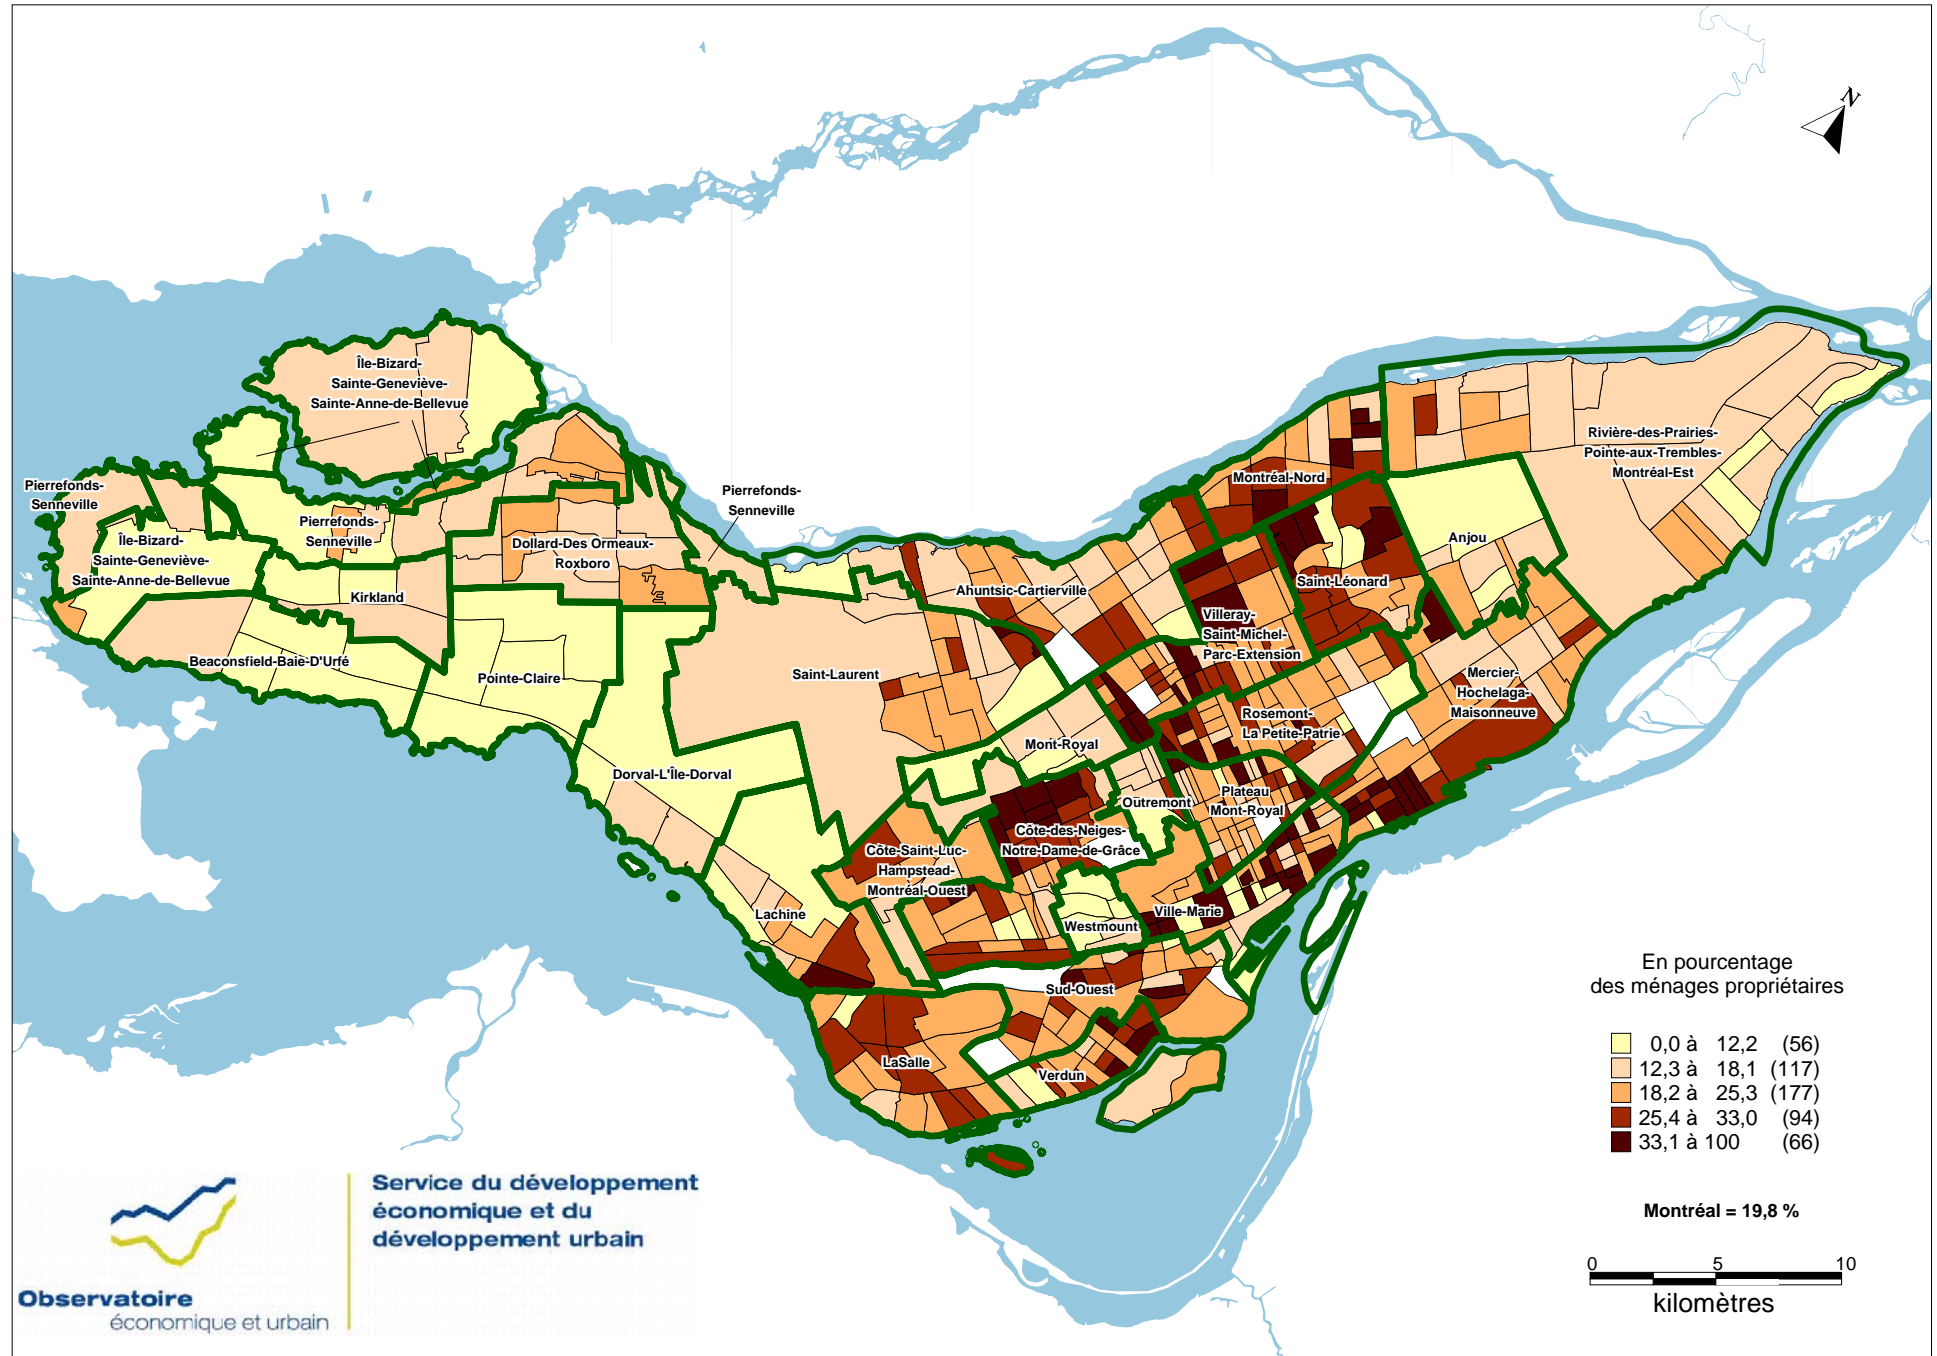 N
Île-Bizard-
Sainte-Geneviève-
Sainte-Anne-de-Bellevue
Pierrefonds-
Senneville
Pierrefonds-
Senneville
Pierrefonds-
Senneville
Île-Bizard-
Sainte-Geneviève-
Sainte-Anne-de-Bellevue
Dollard-Des Ormeaux-
Roxboro
Kirkland
Beaconsfield-Baie-D'Urfé
Pointe-Claire
Dorval-L'Île-Dorval
Saint-Laurent
Ahuntsic-Cartierville
Montréal-Nord
Rivière-des-Prairies-
Pointe-aux-Trembles-
Montréal-Est
Anjou
Saint-Léonard
Villeray-
Saint-Michel-
Parc-Extension
Mercier-
Hochelaga-
Maisonneuve
Rosemont-
La Petite-Patrie
Mont-Royal
Outremont
Plateau
Mont-Royal
Côte-des-Neiges-
Notre-Dame-de-Grâce
Côte-Saint-Luc-
Hampstead-
Montréal-Ouest
Lachine
Westmount
Ville-Marie
Sud-Ouest
LaSalle
Verdun
En pourcentage
des ménages propriétaires
0,0 à 12,2 (56)
12,3 à 18,1 (117)
18,2 à 25,3 (177)
25,4 à 33,0 (94)
33,1 à 100 (66)
Montréal = 19,8 %
0 5 10
kilomètres
Service du développement
économique et du
développement urbain
Observatoire
économique et urbain